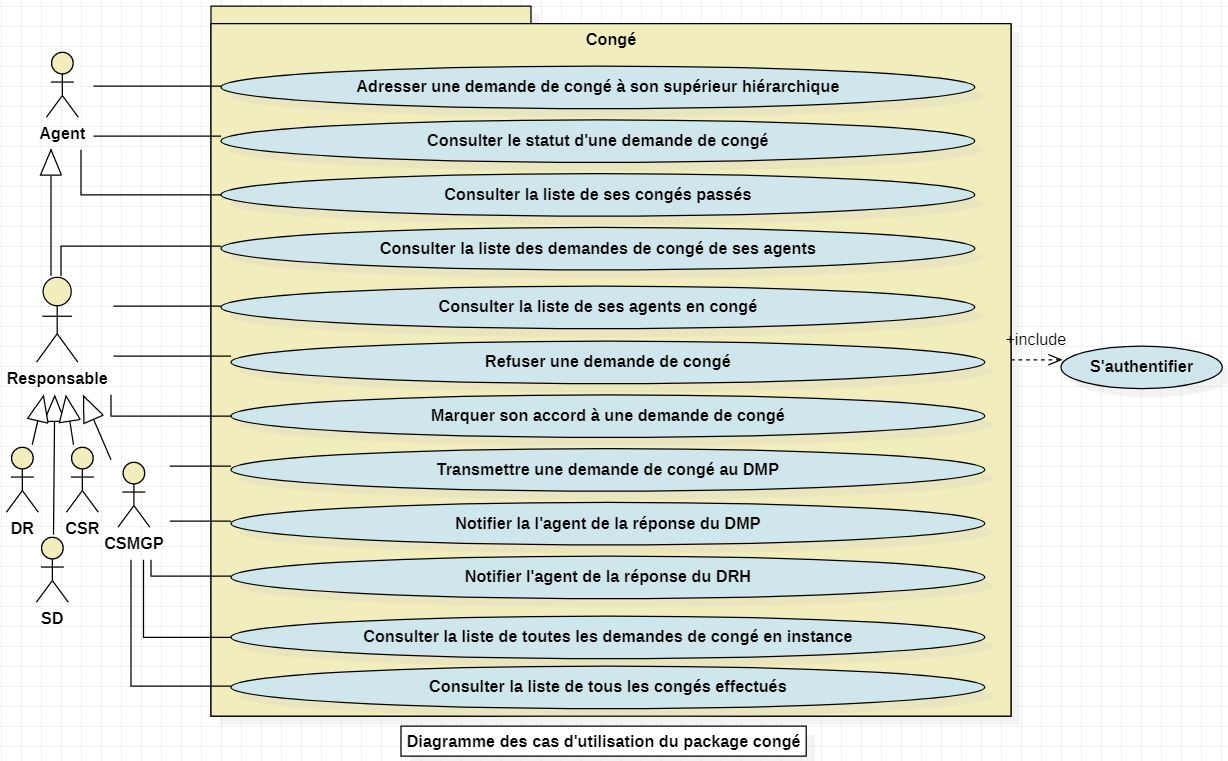 Congé
Adresser une demande de congé à son supérieur hiérarchique
Agent
Consulter le statut d'une demande de congé
Consulter la liste de ses congés passés
Consulter la liste des demandes de congé de ses agents
Consulter la liste de ses agents en congé
+include
Refuser une demande de congé
S'authentifier
Responsable
Marquer son accord à une demande de congé
Transmettre une demande de congé au DMP
DR
CSR
CSMGP
Notifier la l'agent de la réponse du DMP
Notifier l'agent de la réponse du DRH
SD
Consulter la liste de toutes les demandes de congé en instance
Consulter la liste de tous les congés effectués
Diagramme des cas d'utilisation du package congé